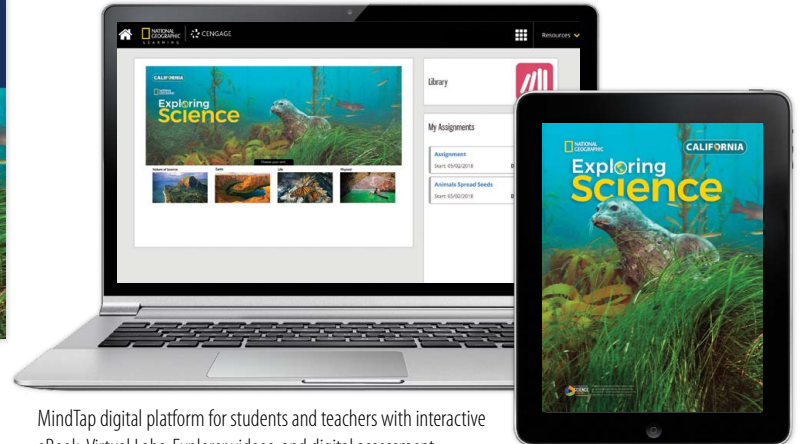 NATIONAL
GEOGRAPHIC
LEARNING
CENGAGE
Resources
CALIFORNIA
Exploring
Science
Nature of Science
Earth
Life
Physical
Library
My Assignments
Assignment
Start: 05/02/2018
Animals Spread Seeds
Start: 05/02/2018
NATIONAL
GEOGRAPHIC
CALIFORNIA
Exploring
Science
MindTap digital platform for students and teachers with interactive